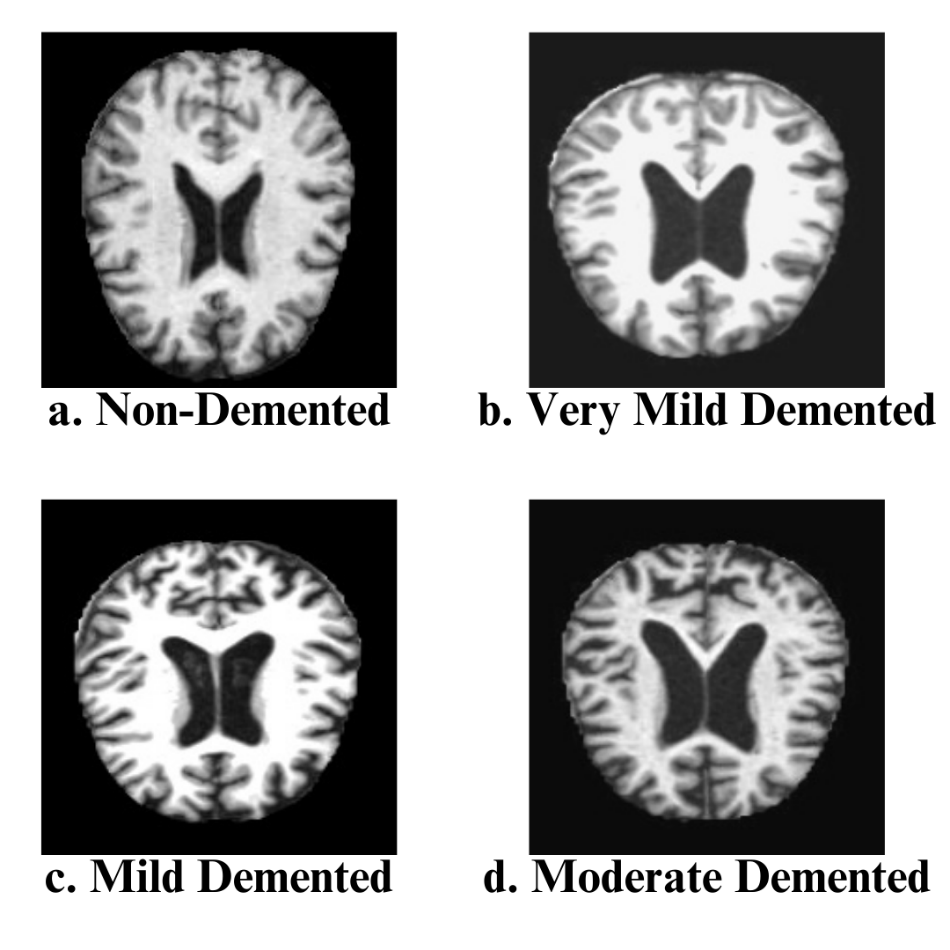 a. Non-Demented
b. Very Mild Demented
c. Mild Demented
d. Moderate Demented